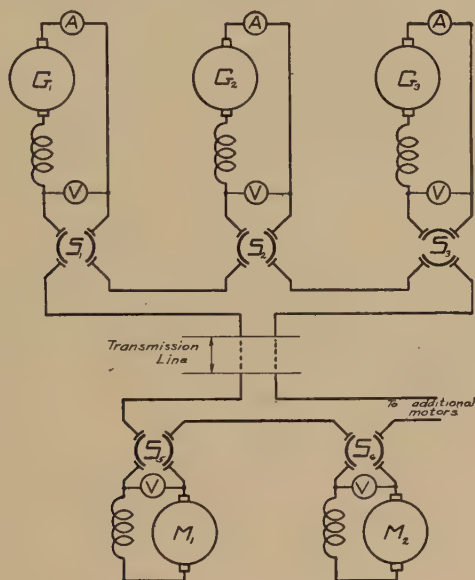 A A A
G1 G2 G3
V V V
S1 S2 S3
Transmission
Line
To additional
motors.
S5 S6
V V
M1 M2